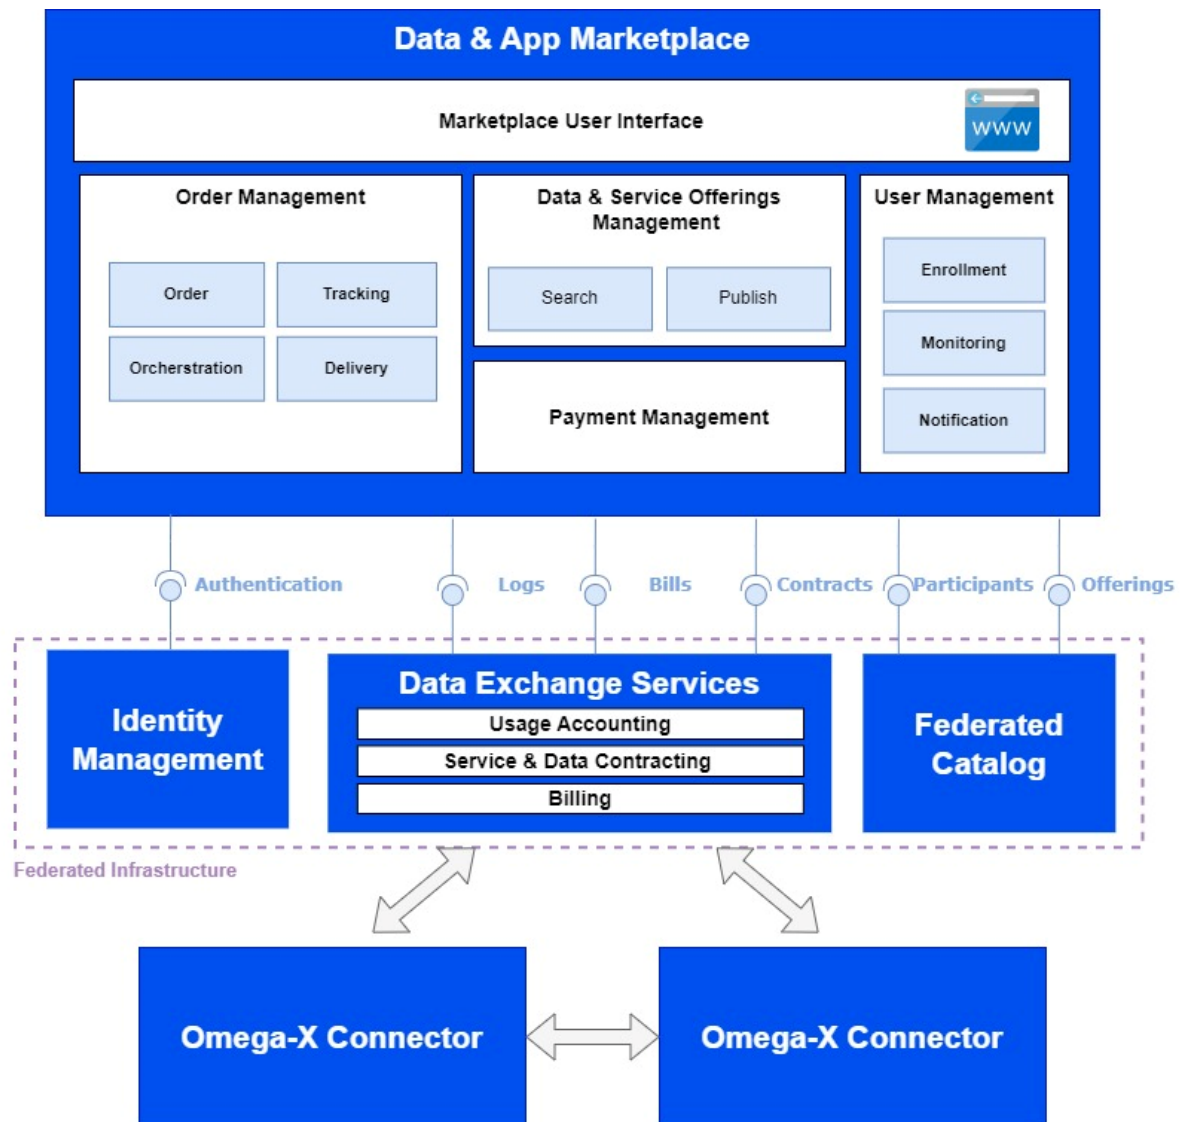 Data & App Marketplace
Marketplace User Interface
www
Order Management
Order
Tracking
Orcherstration
Delivery
Data & Service Offerings
Management
Search
Publish
Payment Management
User Management
Enrollment
Monitoring
Notification
Authentication
Logs
Bills
Contracts
Participants
Offerings
Identity
Management
Data Exchange Services
Usage Accounting
Service & Data Contracting
Billing
Federated
Catalog
Federated Infrastructure
Omega-X Connector
Omega-X Connector